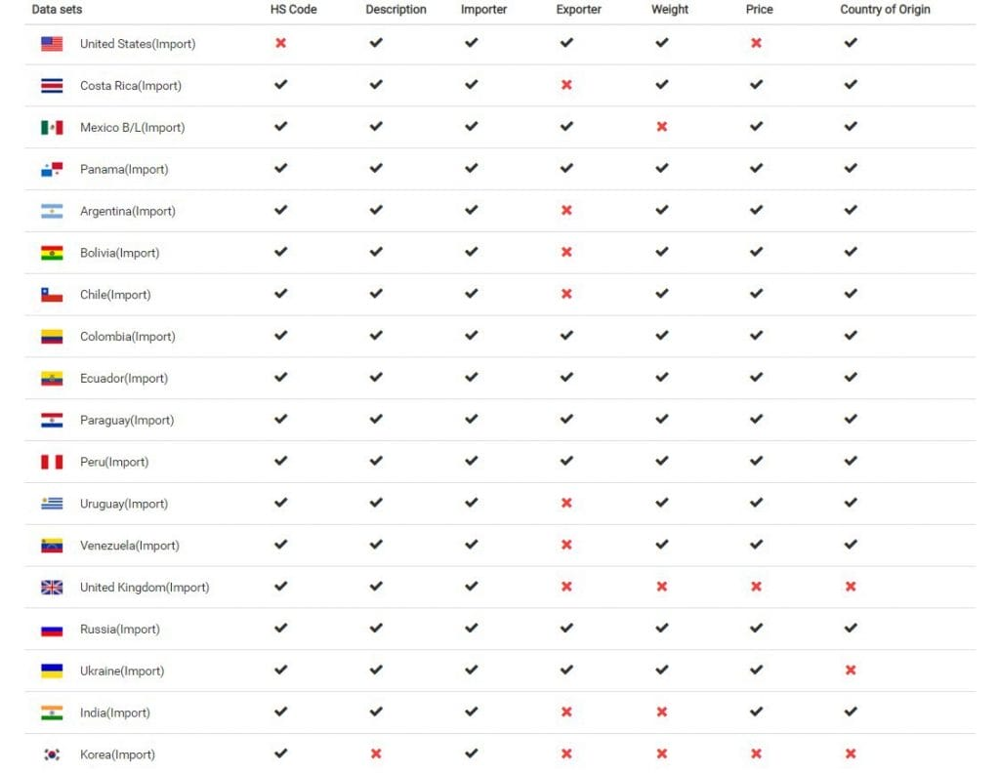 Data sets HS Code Description Importer Exporter Weight Price Country of Origin
United States(Import)
Costa Rica(Import)
Mexico B/L(Import)
Panama(Import)
Argentina(Import)
Bolivia(Import)
Chile(Import)
Colombia(Import)
Ecuador(Import)
Paraguay(Import)
Peru(Import)
Uruguay(Import)
Venezuela(Import)
United Kingdom(Import)
Russia(Import)
Ukraine(Import)
India(Import)
Korea(Import)